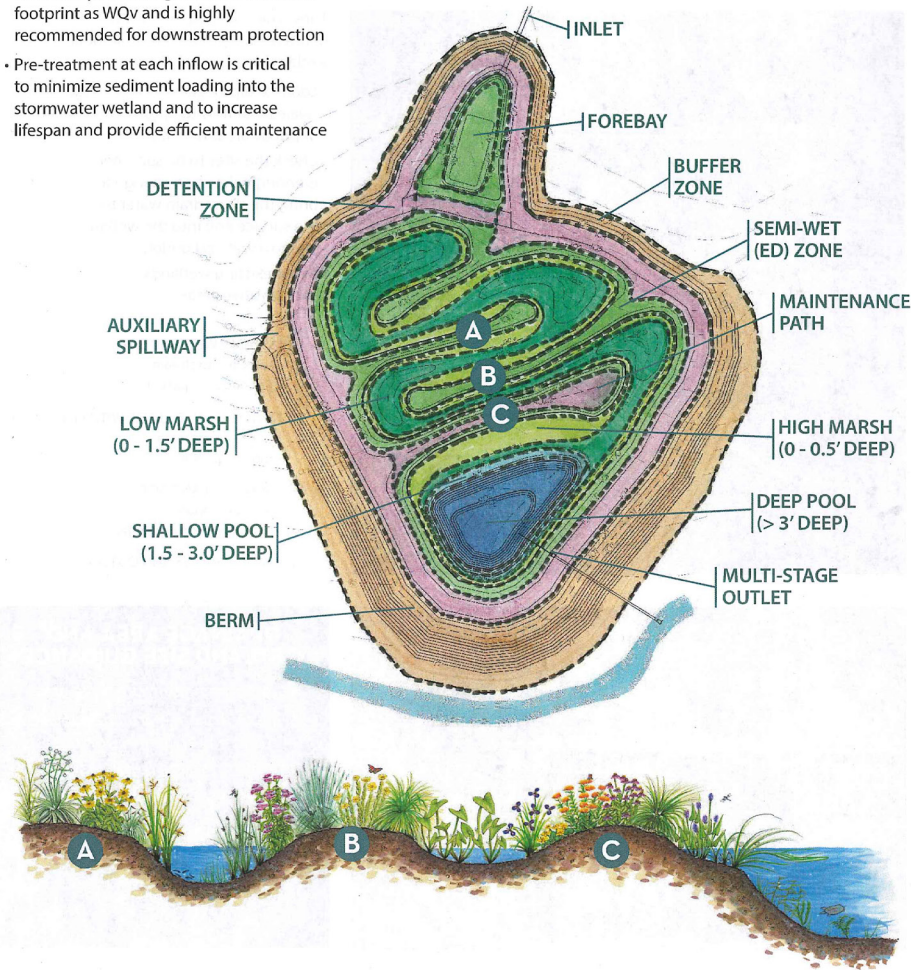 footprint as WQv and is highly
recommended for downstream protection
• Pre-treatment at each inflow is critical
to minimize sediment loading into the
stormwater wetland and to increase
lifespan and provide efficient maintenance
INLET
FOREBAY
BUFFER
ZONE
DETENTION
ZONE
SEMI-WET
(ED) ZONE
MAINTENANCE
PATH
AUXILIARY
SPILLWAY
A
B
C
LOW MARSH
(0 - 1.5' DEEP)
HIGH MARSH
(0 - 0.5' DEEP)
DEEP POOL
(> 3' DEEP)
SHALLOW POOL
(1.5 - 3.0' DEEP)
MULTI-STAGE
OUTLET
BERM
A
B
C